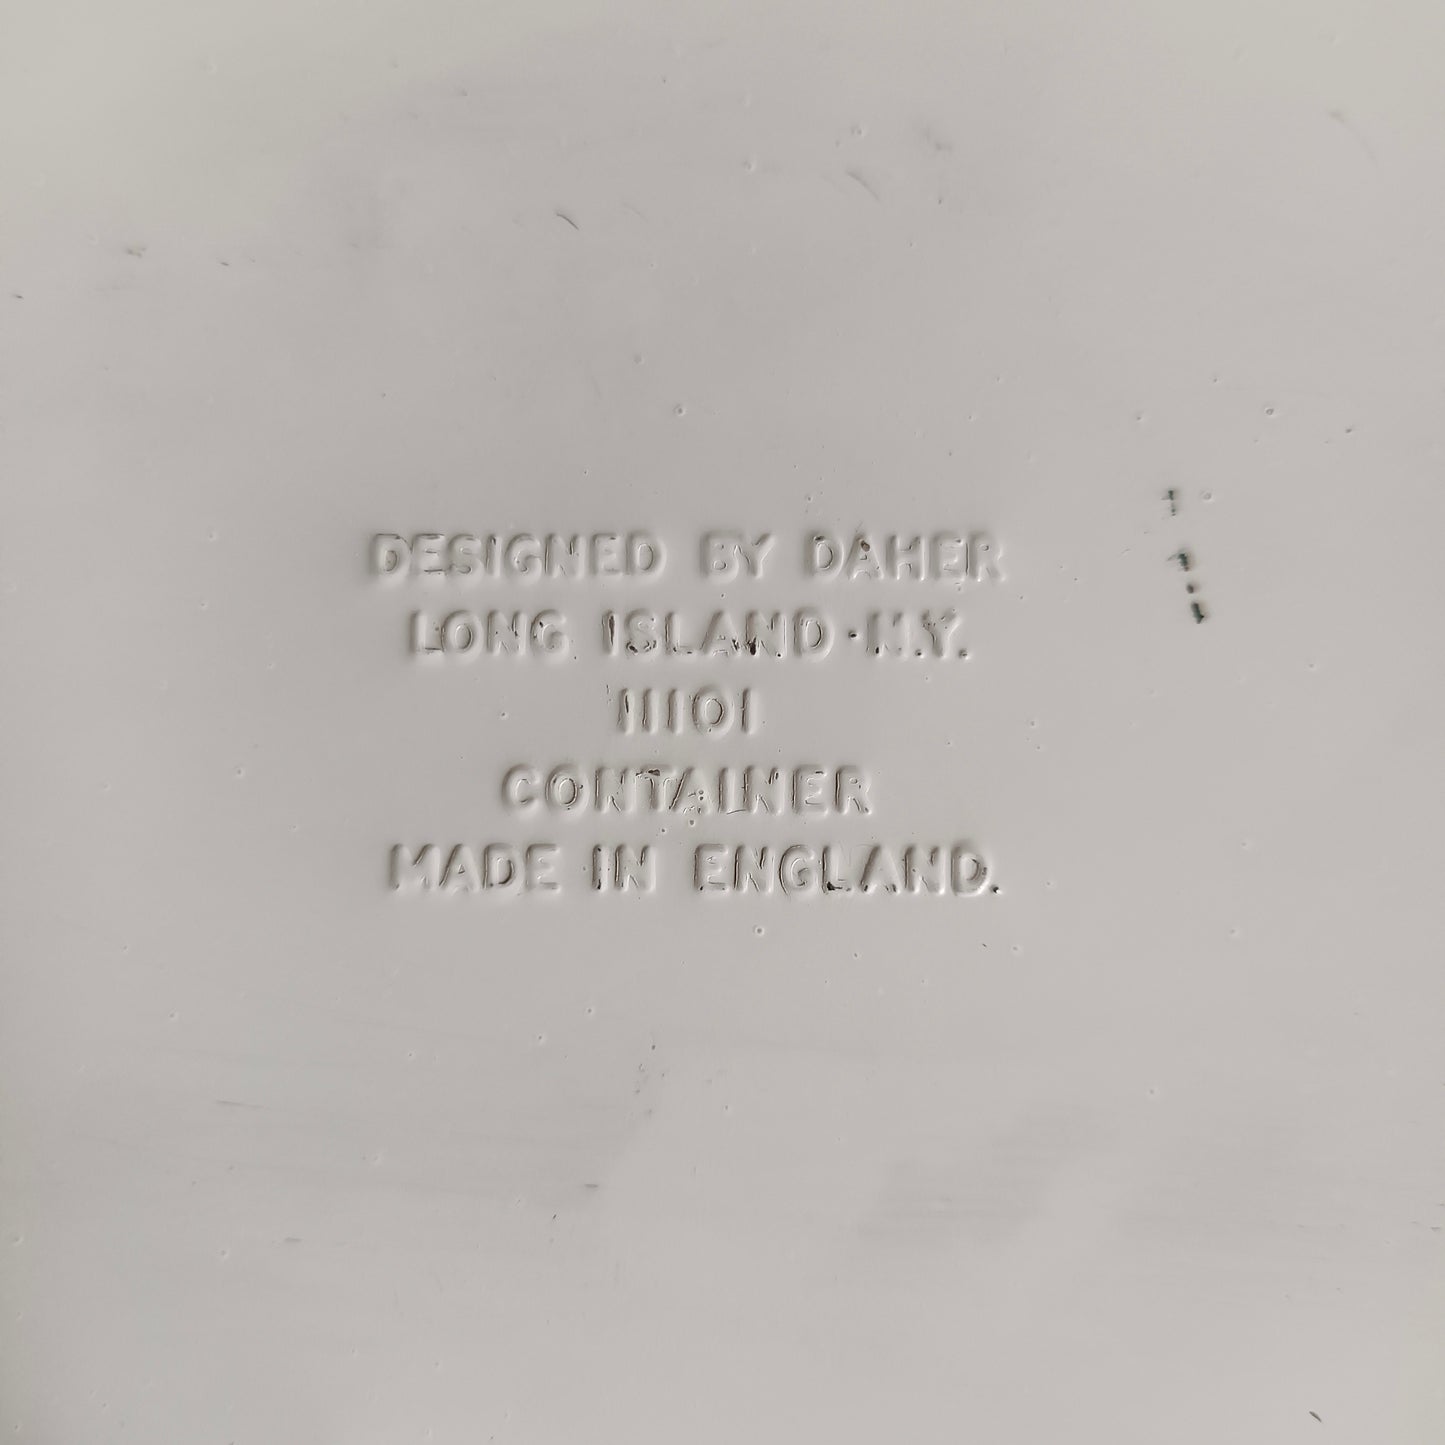 DESIGNED BY DAHER
LONG ISLAND·N.Y.
11101
CONTAINER
MADE IN ENGLAND.